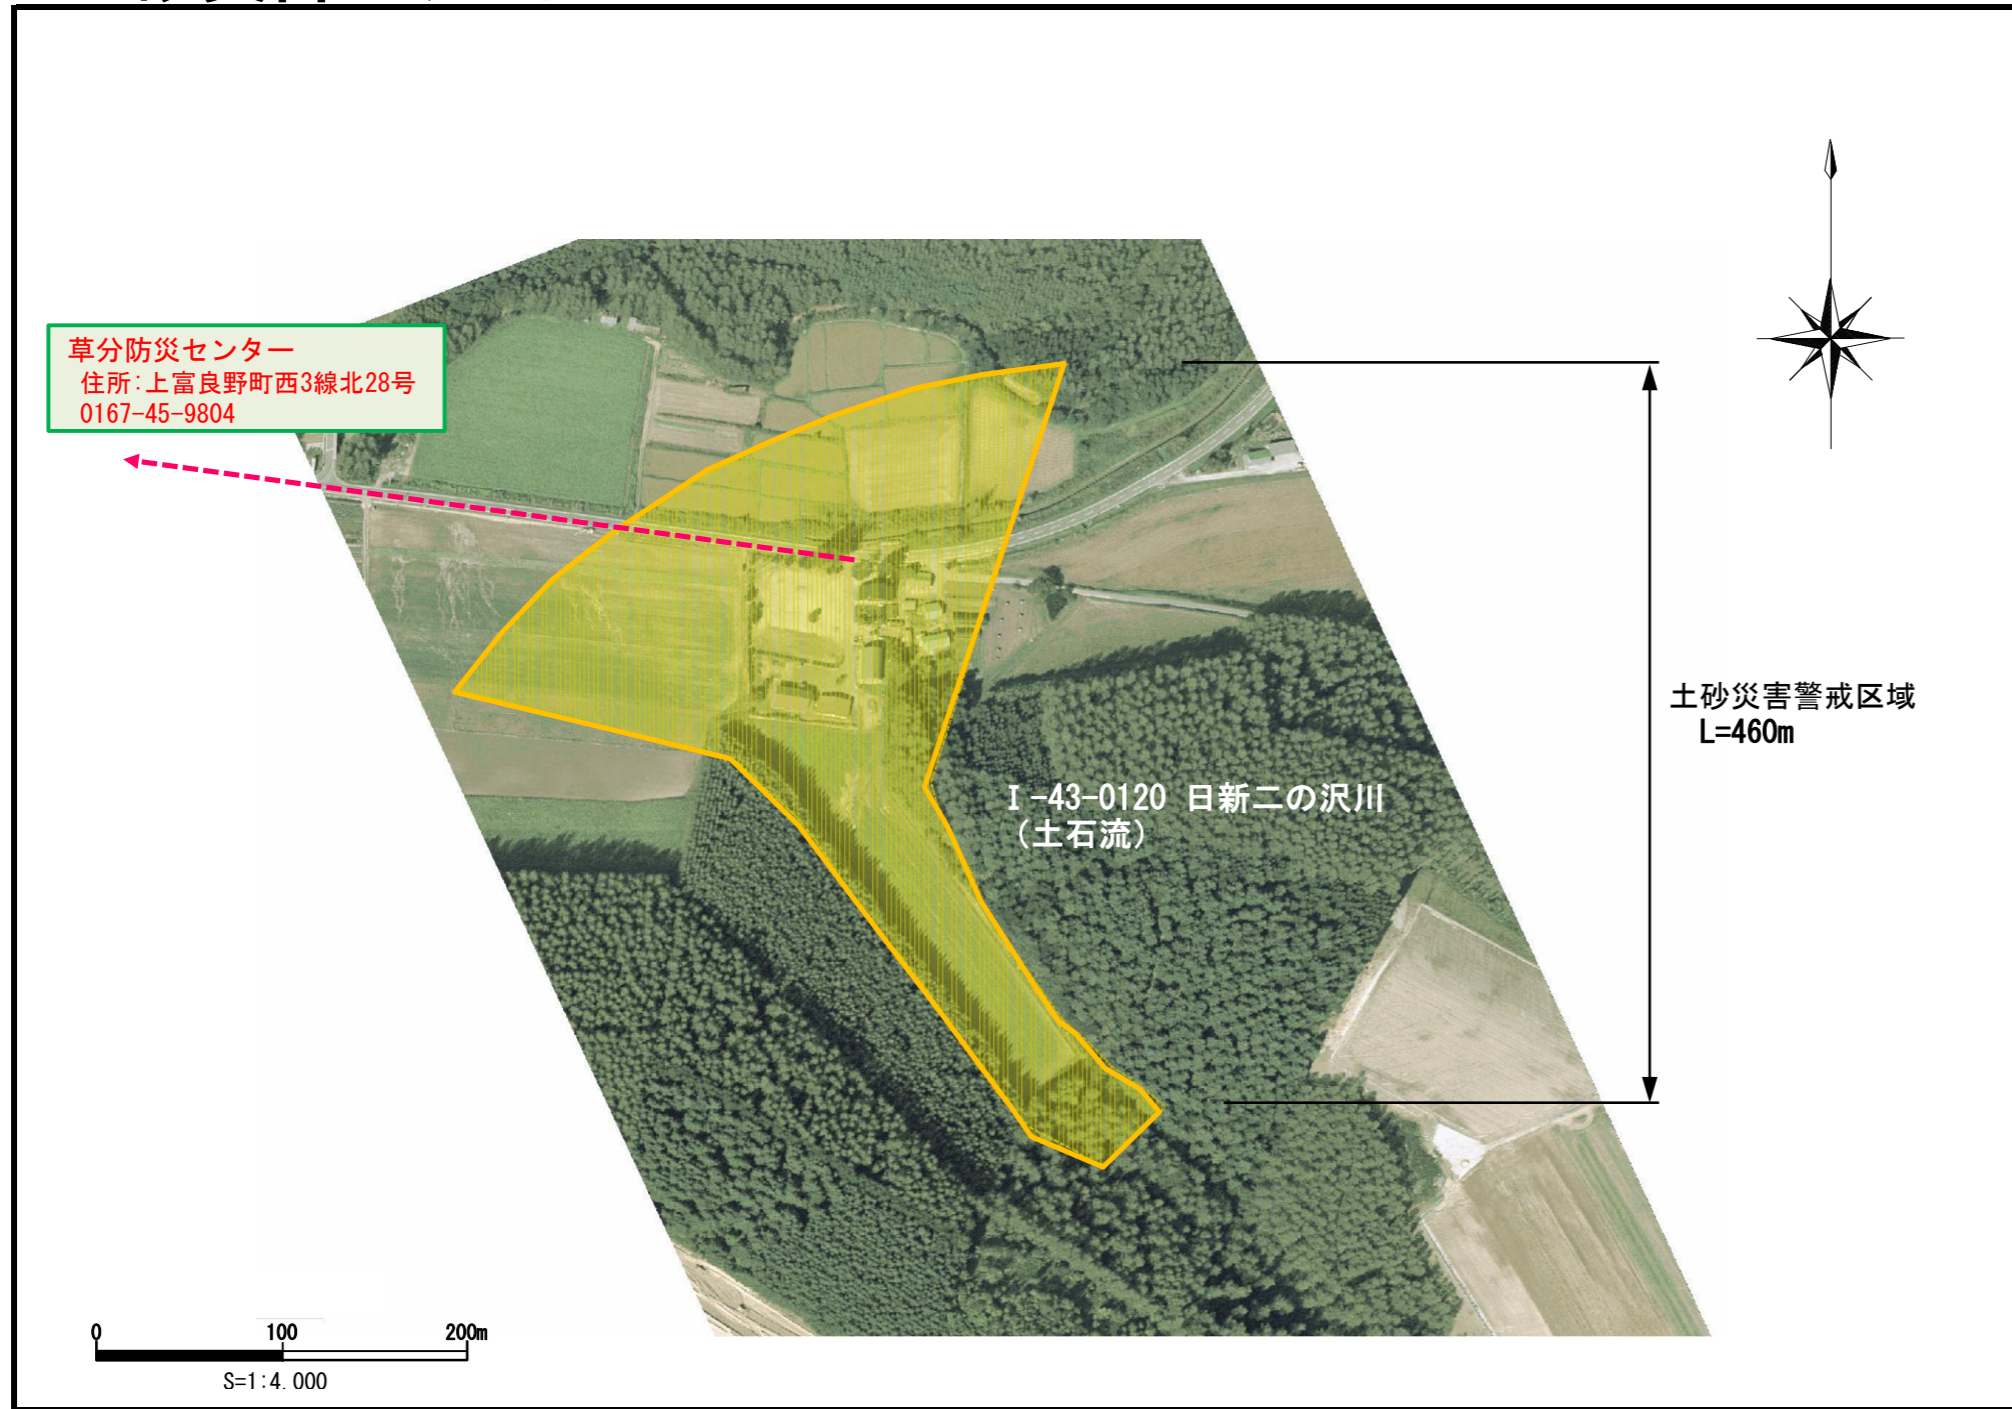 草分防災センター
住所:上富良野町西3線北28号
0167-45-9804
土砂災害警戒区域
L=460m
I-43-0120 日新二の沢川
(土石流)
0 100 200m
S=1:4.000